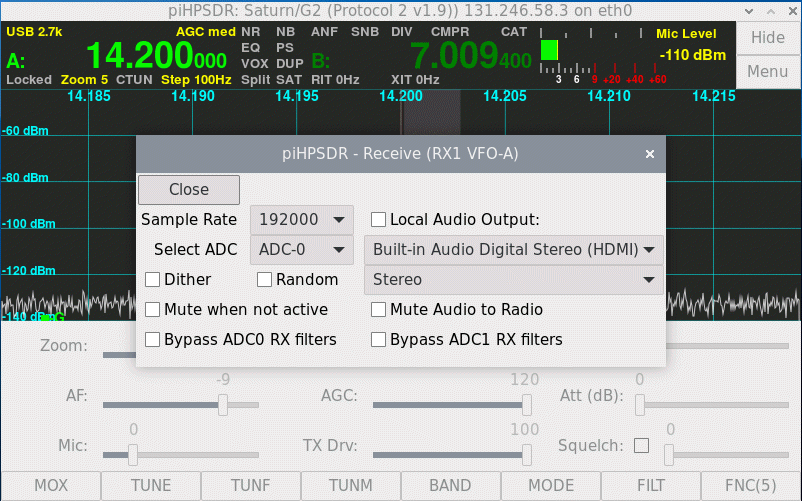 piHPSDR: Saturn/G2 (Protocol 2 v1.9)) 131.246.58.3 on eth0
USB 2.7k AGC med NR NB ANF SNB DIV CMPR CAT Mic Level Hide
A: 14.200000 EQ PS B: 7.009400 -110 dBm
VOX DUP
Locked Zoom 5 CTUN Step 100Hz Split SAT RIT 0Hz XIT 0Hz 3 6 9 +20 +40 +60 Menu
14.185 14.190 14.195 14.200 14.205 14.210 14.215
-60 dBm
-80 dBm
-100 dBm
-120 dBm
-140 dBm
piHPSDR - Receive (RX1 VFO-A) ×
Close
Sample Rate 192000 Local Audio Output:
Select ADC ADC-0 Built-in Audio Digital Stereo (HDMI)
Dither Random Stereo
Mute when not active Mute Audio to Radio
Bypass ADC0 RX filters Bypass ADC1 RX filters
Zoom:
-9 120 0
AF: AGC: Att (dB):
0 100 0
Mic: TX Drv: Squelch:
MOX TUNE TUNF TUNM BAND MODE FILT FNC(5)